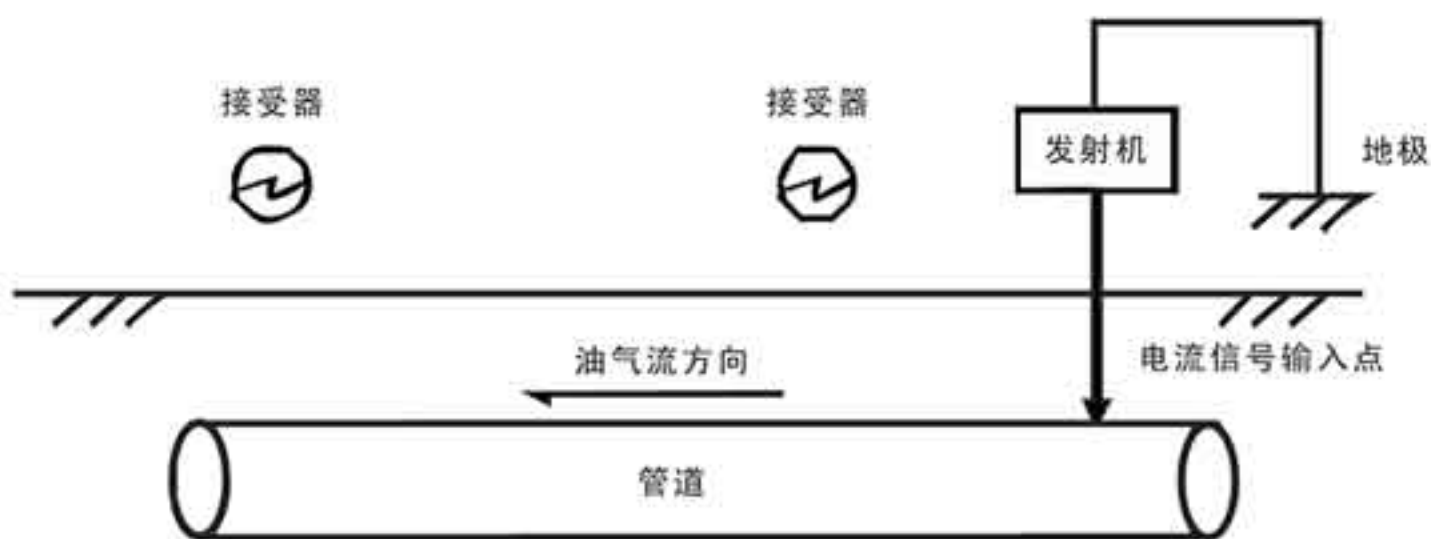 接受器
接受器
发射机
地极
电流信号输入点
油气流方向
管道